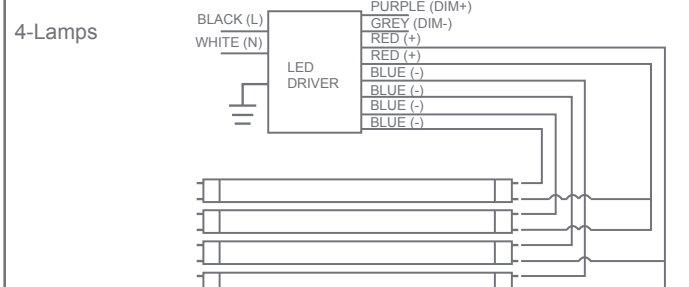 4-Lamps
BLACK (L)
WHITE (N)
LED
DRIVER
PURPLE (DIM+)
GREY (DIM-)
RED (+)
RED (+)
BLUE (-)
BLUE (-)
BLUE (-)
BLUE (-)